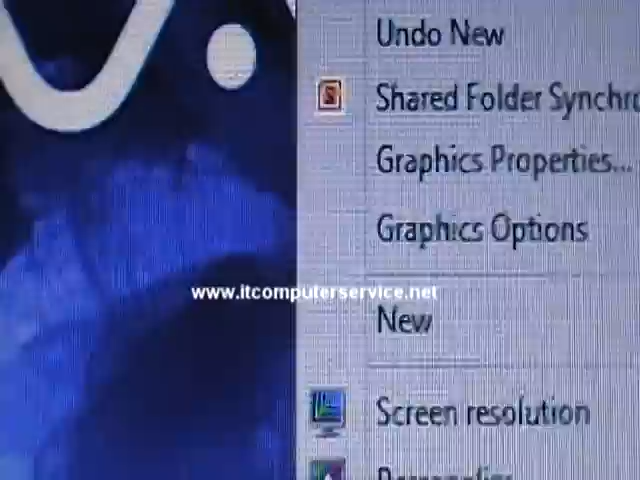 Undo New
Shared Folder Synchro
Graphics Properties...
Graphics Options
www.itcomputerservice.net
New
Screen resolution